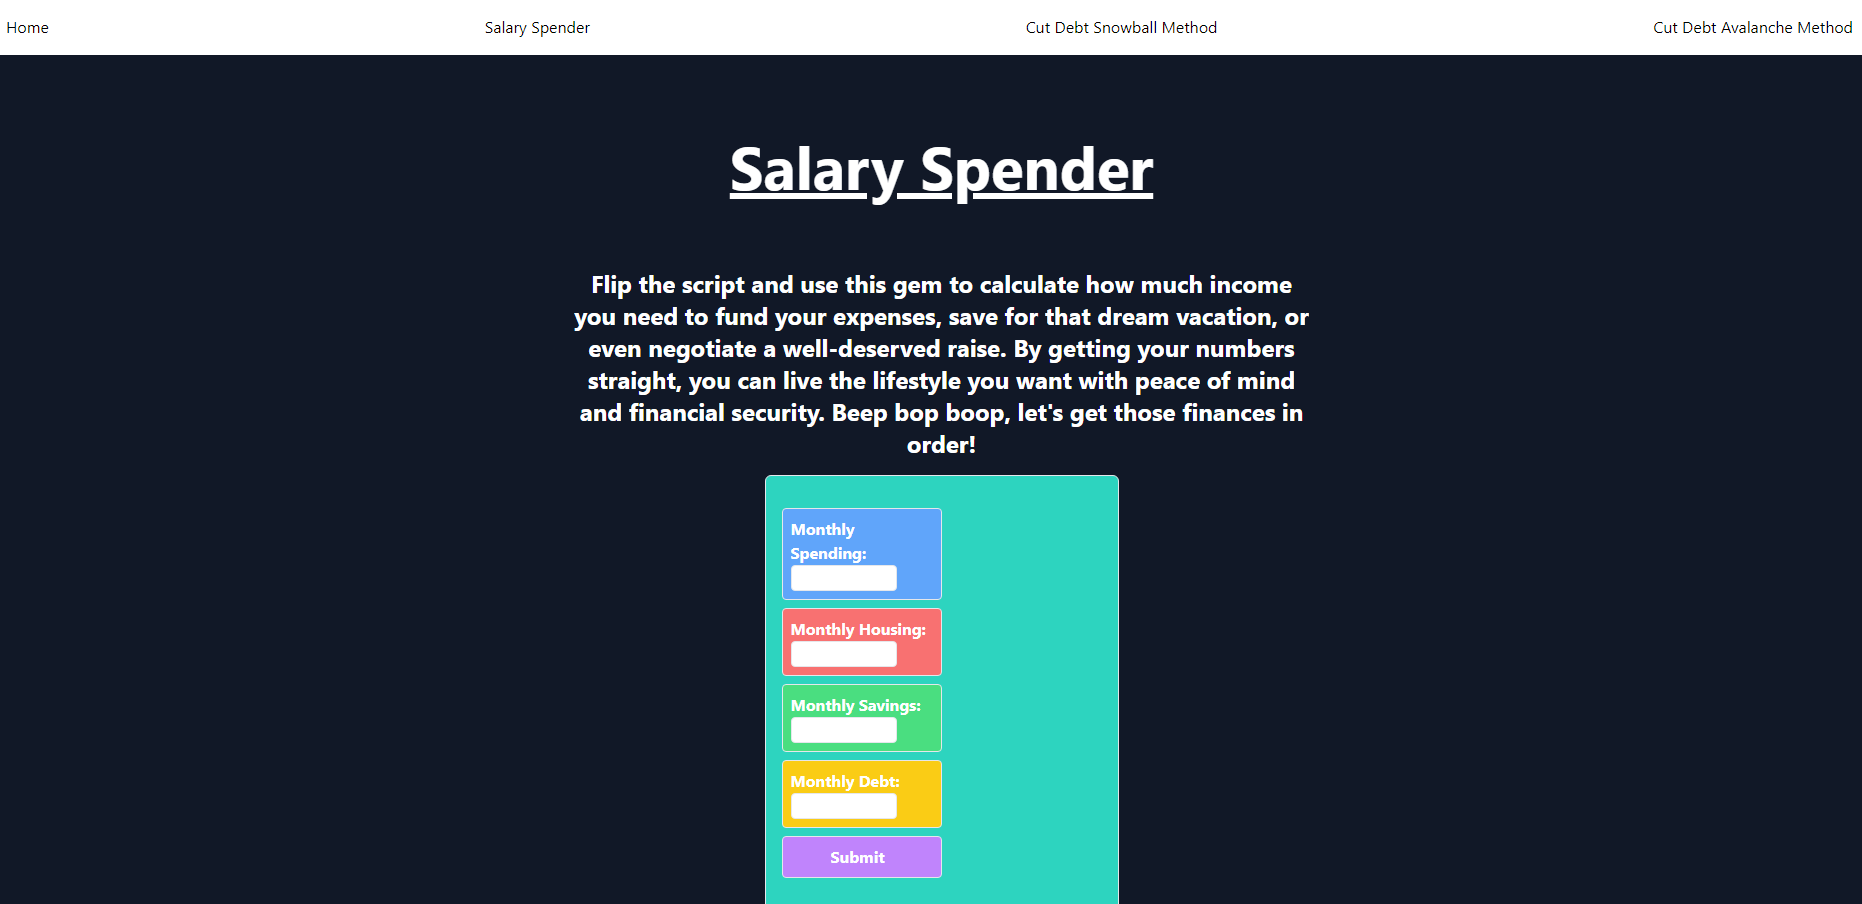 Home
Salary Spender
Cut Debt Snowball Method
Cut Debt Avalanche Method
Salary Spender
Flip the script and use this gem to calculate how much income
you need to fund your expenses, save for that dream vacation, or
even negotiate a well-deserved raise. By getting your numbers
straight, you can live the lifestyle you want with peace of mind
and financial security. Beep bop boop, let's get those finances in
order!
Monthly
Spending:
Monthly Housing:
Monthly Savings:
Monthly Debt:
Submit